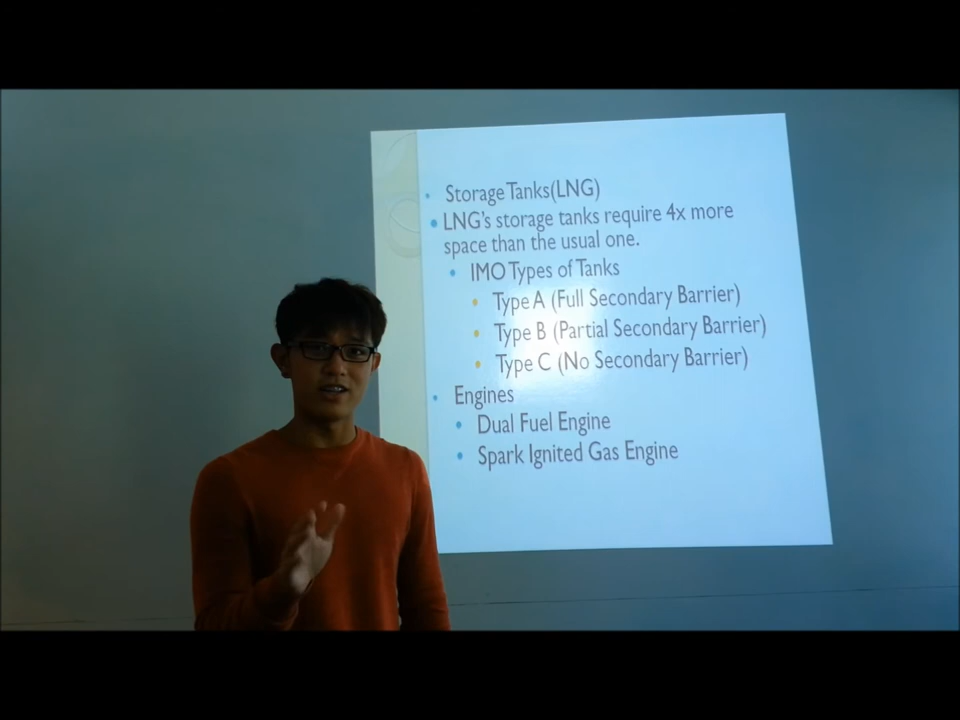 Storage Tanks(LNG)
LNG's storage tanks require 4x more
space than the usual one.
IMO Types of Tanks
Type A (Full Secondary Barrier)
Type B (Partial Secondary Barrier)
Type C (No Secondary Barrier)
Engines
Dual Fuel Engine
Spark Ignited Gas Engine